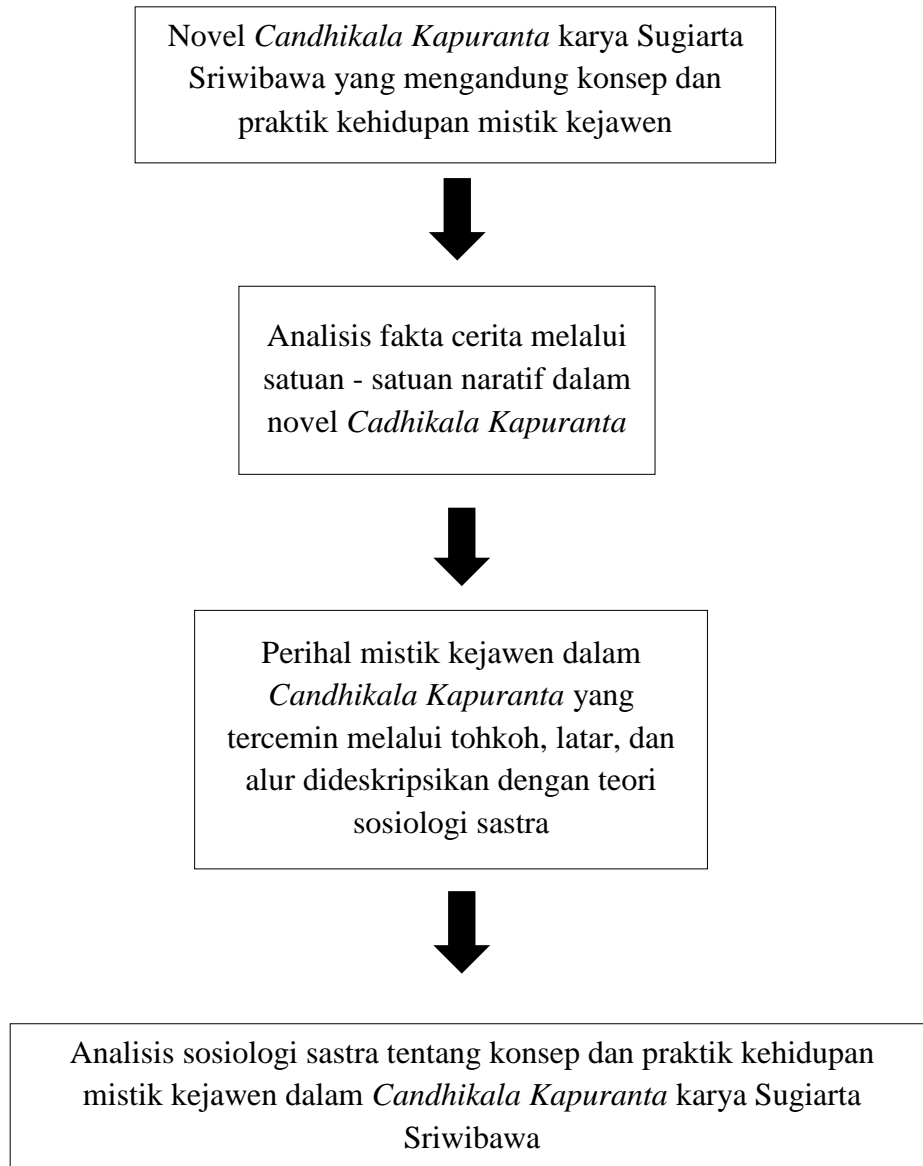 Novel Candhikala Kapuranta karya Sugiarta
Sriwibawa yang mengandung konsep dan
praktik kehidupan mistik kejawen
Analisis fakta cerita melalui
satuan - satuan naratif dalam
novel Cadhikala Kapuranta
Perihal mistik kejawen dalam
Candhikala Kapuranta yang
tercemin melalui tohkoh, latar, dan
alur dideskripsikan dengan teori
sosiologi sastra
Analisis sosiologi sastra tentang konsep dan praktik kehidupan
mistik kejawen dalam Candhikala Kapuranta karya Sugiarta
Sriwibawa